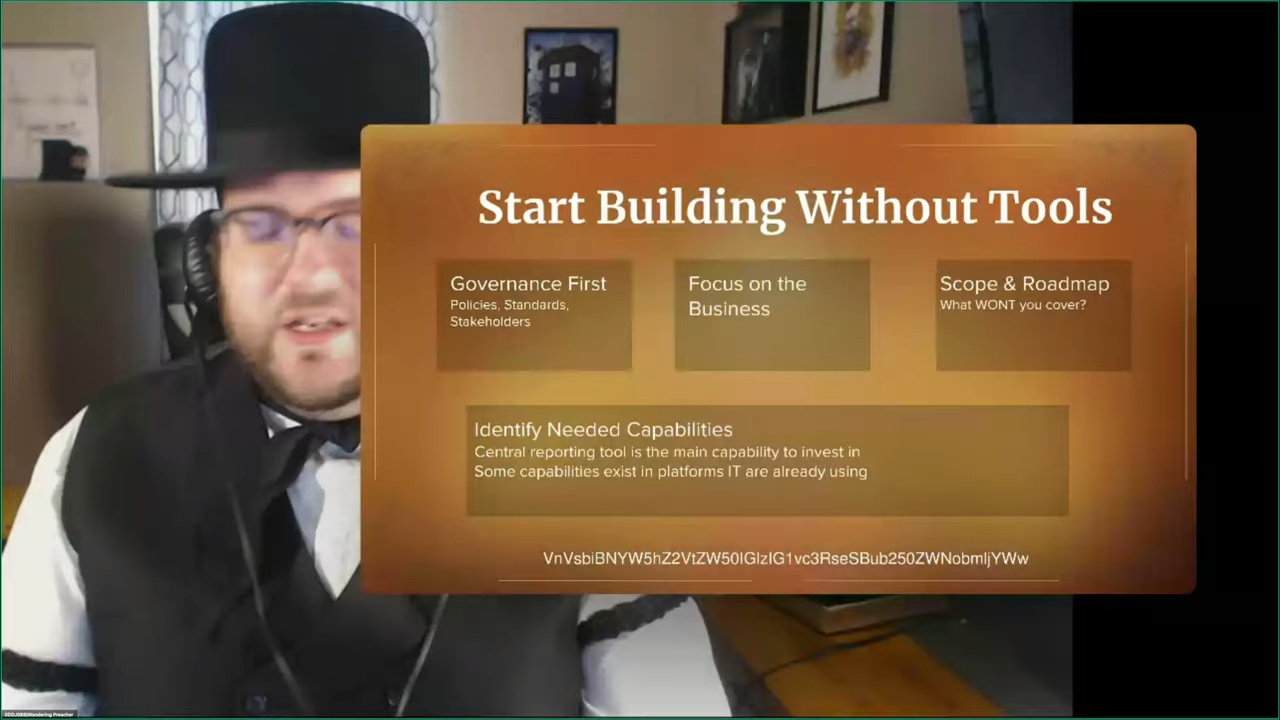 Start Building Without Tools
Governance First
Policies, Standards,
Stakeholders
Focus on the
Business
Scope & Roadmap
What WONT you cover?
Identify Needed Capabilities
Central reporting tool is the main capability to invest in
Some capabilities exist in platforms IT are already using
VnVsbiBNYW5hZ2VtZW50IGlzIG1vc3RseSBub250ZWNobmljYWw
Wandering Preacher